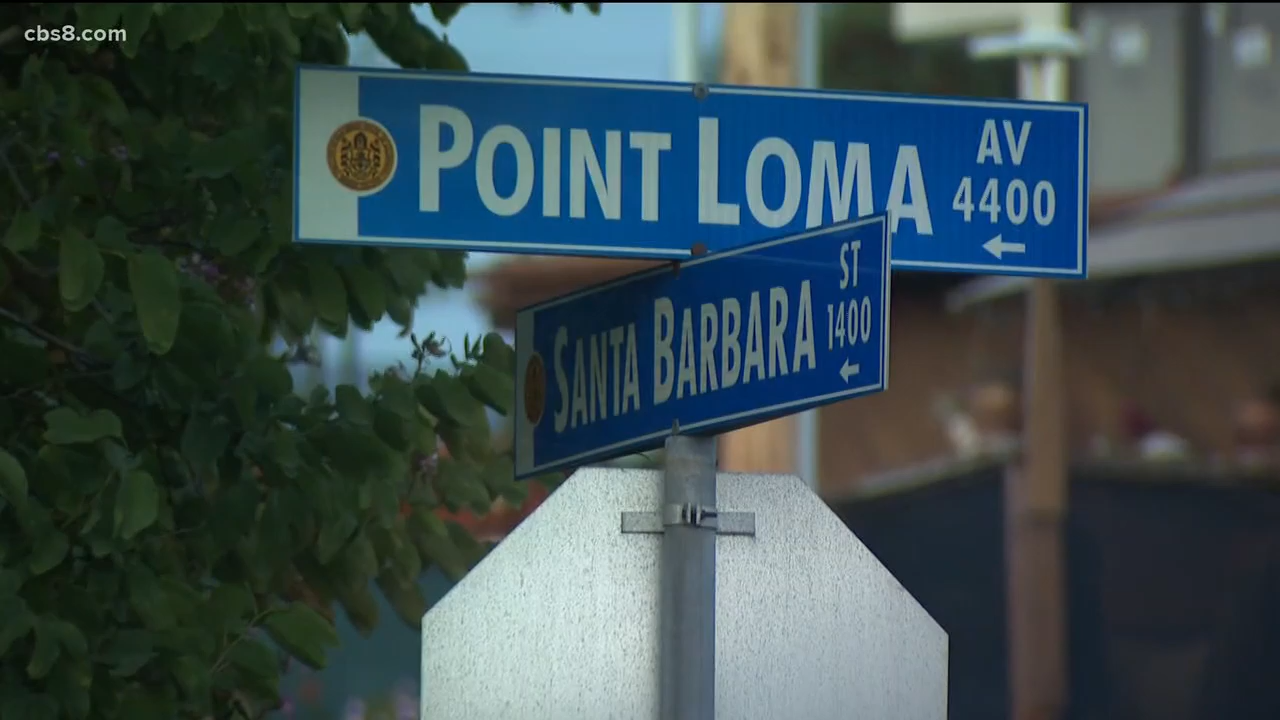 cbs8.com
POINT LOMA AV
4400
←
SANTA BARBARA ST
1400
←